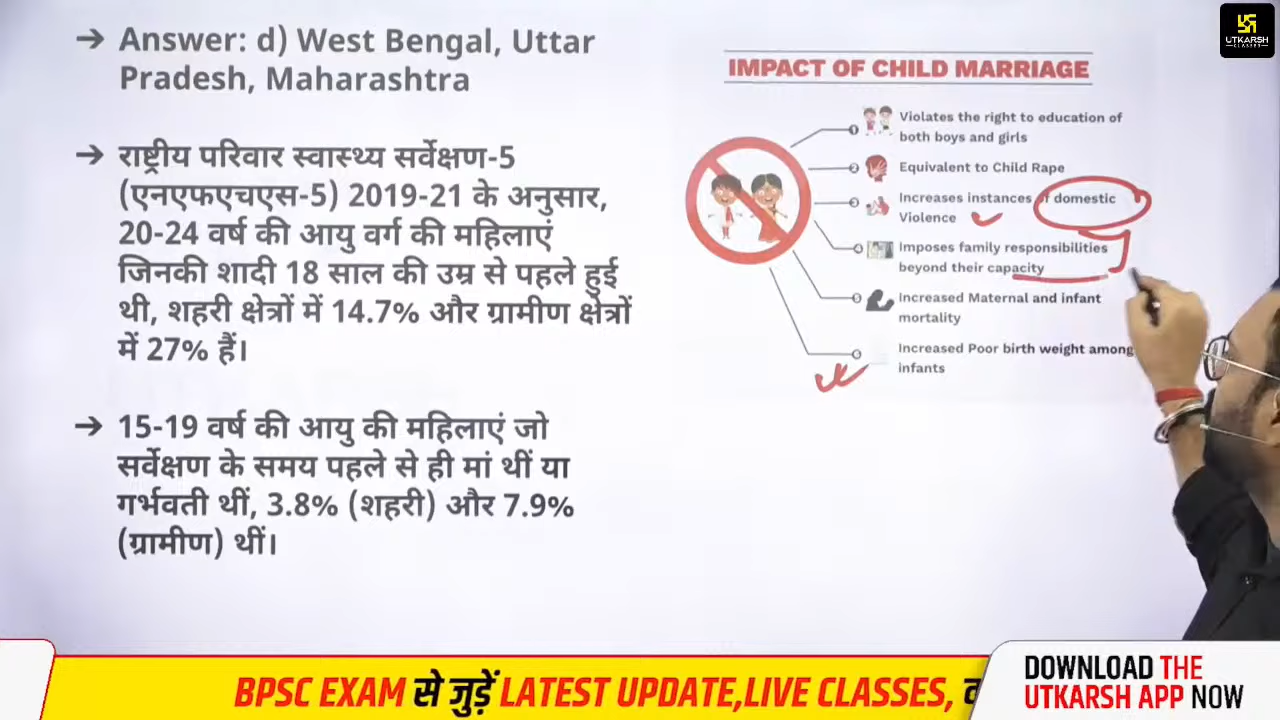 ➔ Answer: d) West Bengal, Uttar
Pradesh, Maharashtra
➔ राष्ट्रीय परिवार स्वास्थ्य सर्वेक्षण-5
(एनएफएचएस-5) 2019-21 के अनुसार,
20-24 वर्ष की आयु वर्ग की महिलाएं
जिनकी शादी 18 साल की उम्र से पहले हुई
थी, शहरी क्षेत्रों में 14.7% और ग्रामीण क्षेत्रों
में 27% हैं।
➔ 15-19 वर्ष की आयु की महिलाएं जो
सर्वेक्षण के समय पहले से ही मां थीं या
गर्भवती थीं, 3.8% (शहरी) और 7.9%
(ग्रामीण) थीं।
IMPACT OF CHILD MARRIAGE
Violates the right to education of
both boys and girls
Equivalent to Child Rape
Increases instances of domestic
Violence
Imposes family responsibilities
beyond their capacity
Increased Maternal and infant
mortality
Increased Poor birth weight among
infants
UTKARSH
CLASSES
BPSC EXAM से जुड़ें LATEST UPDATE,LIVE CLASSES,
DOWNLOAD THE
UTKARSH APP NOW